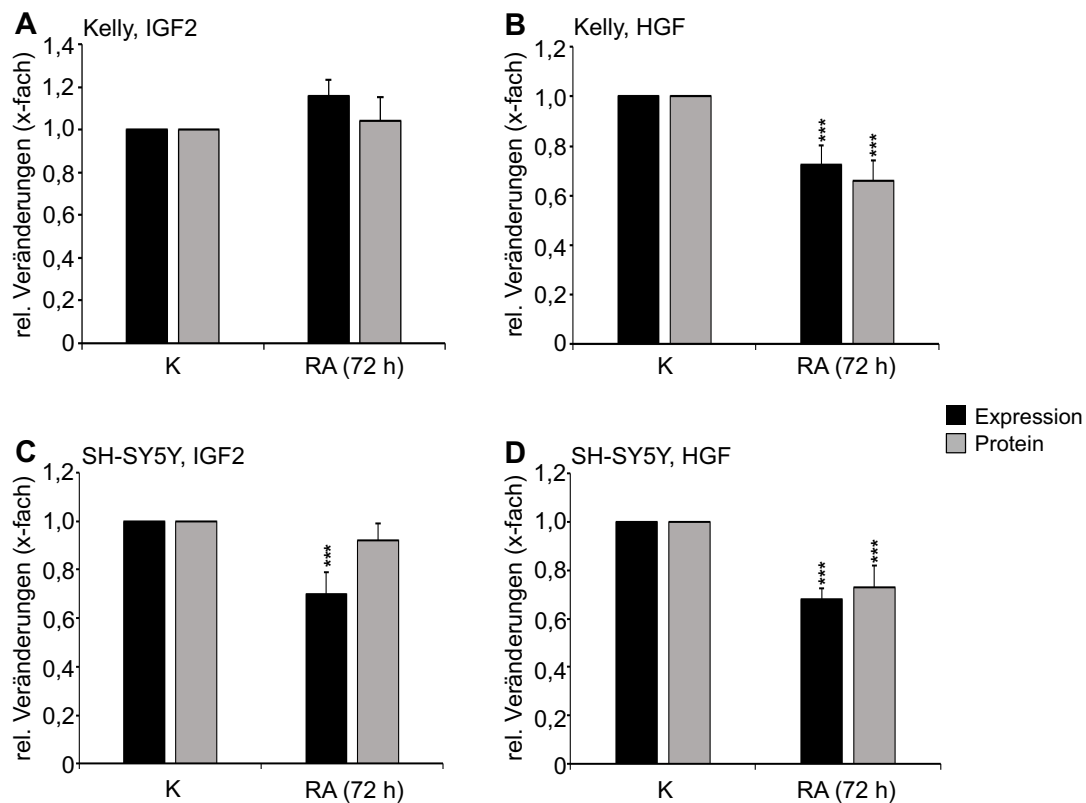 A Kelly, IGF2
rel. Veränderungen (x-fach)
1,4
1,2
1,0
0,8
0,6
0,4
0,2
0
K
RA (72 h)
B Kelly, HGF
rel. Veränderungen (x-fach)
1,2
1,0
0,8
0,6
0,4
0,2
0
***
***
K
RA (72 h)
Expression
Protein
C SH-SY5Y, IGF2
rel. Veränderungen (x-fach)
1,2
1,0
0,8
0,6
0,4
0,2
0
***
K
RA (72 h)
D SH-SY5Y, HGF
rel. Veränderungen (x-fach)
1,2
1,0
0,8
0,6
0,4
0,2
0
***
***
K
RA (72 h)